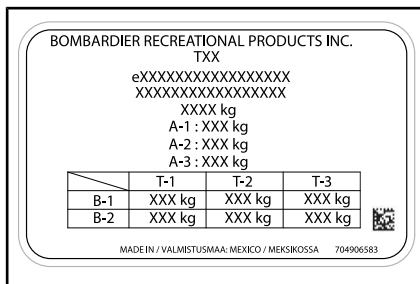 BOMBARDIER RECREATIONAL PRODUCTS INC.
TXX
eXXXXXXXXXXXXXXXXX
XXXXXXXXXXXXXXXXX
XXXX kg
A-1 : XXX kg
A-2 : XXX kg
A-3 : XXX kg
T-1 T-2 T-3
B-1 XXX kg XXX kg XXX kg
B-2 XXX kg XXX kg XXX kg
MADE IN / VALMISTUSMAA: MEXICO / MEKSIKOSSA 704906583